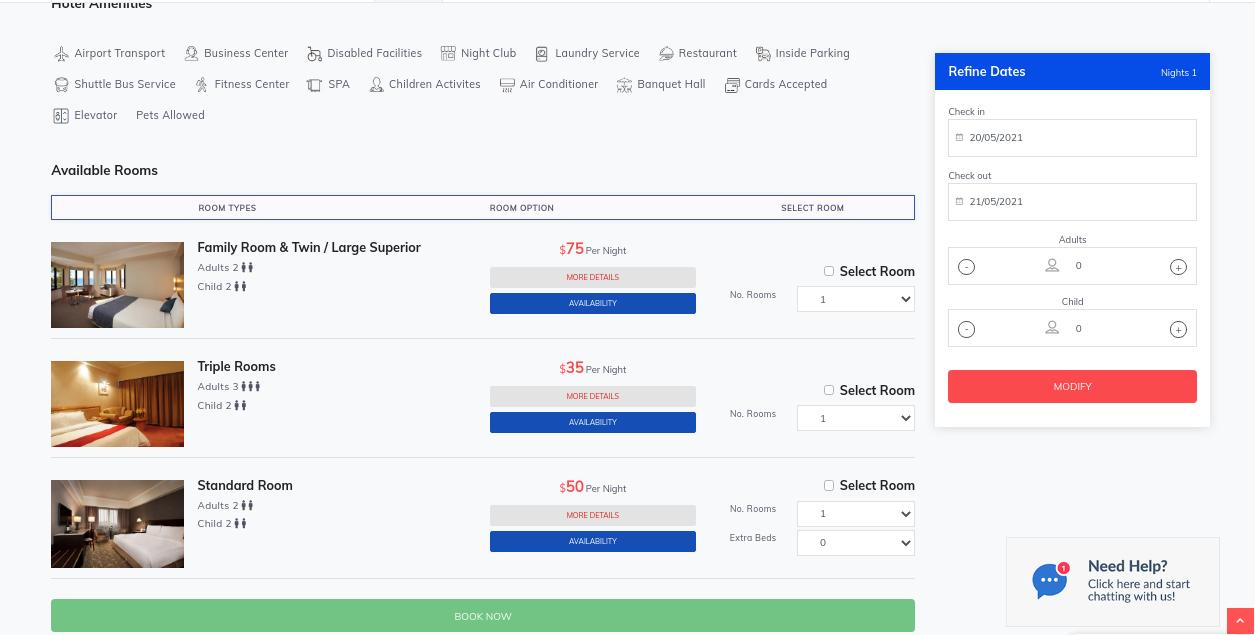 Hotel Amenities
Airport Transport Business Center Disabled Facilities Night Club Laundry Service Restaurant Inside Parking
Shuttle Bus Service Fitness Center SPA Children Activites Air Conditioner Banquet Hall Cards Accepted
Elevator Pets Allowed
Available Rooms
ROOM TYPES ROOM OPTION SELECT ROOM
Family Room & Twin / Large Superior
Adults 2
Child 2
$75 Per Night
MORE DETAILS
AVAILABILITY
Select Room
No. Rooms 1
Triple Rooms
Adults 3
Child 2
$35 Per Night
MORE DETAILS
AVAILABILITY
Select Room
No. Rooms 1
Standard Room
Adults 2
Child 2
$50 Per Night
MORE DETAILS
AVAILABILITY
Select Room
No. Rooms 1
Extra Beds 0
BOOK NOW
Refine Dates Nights 1
Check in
20/05/2021
Check out
21/05/2021
Adults
- 0 +
Child
- 0 +
MODIFY
1
Need Help?
Click here and start
chatting with us!